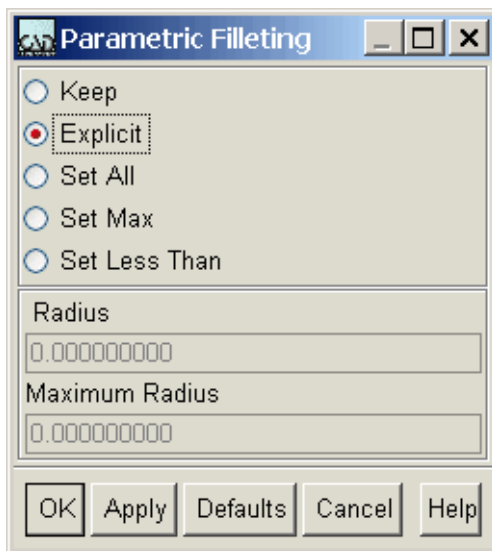 CAD Parametric Filleting
Keep
Explicit
Set All
Set Max
Set Less Than
Radius
0.000000000
Maximum Radius
0.000000000
OK Apply Defaults Cancel Help